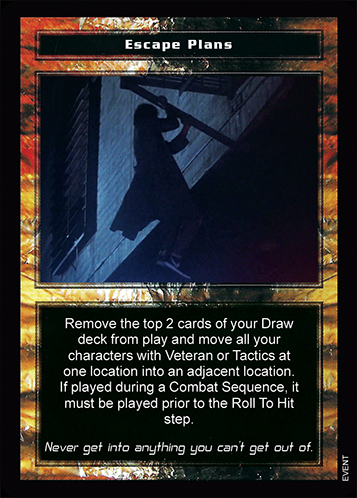 Escape Plans
Remove the top 2 cards of your Draw
deck from play and move all your
characters with Veteran or Tactics at
one location into an adjacent location.
If played during a Combat Sequence, it
must be played prior to the Roll To Hit
step.
Never get into anything you can't get out of.
EVENT